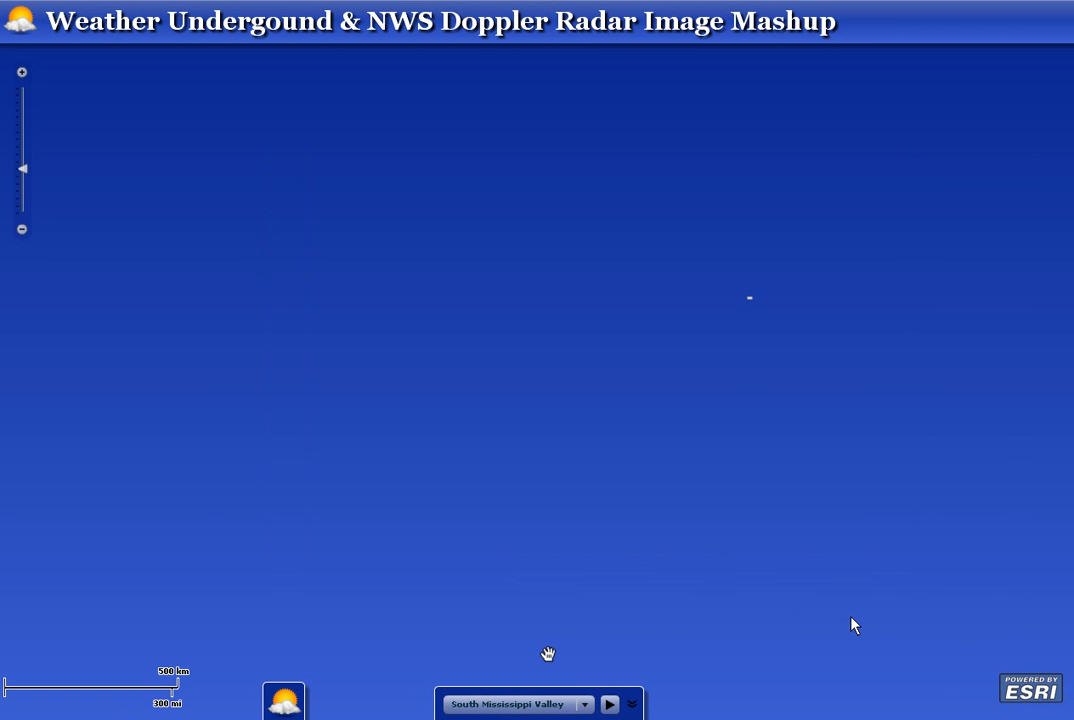 Weather Undergound & NWS Doppler Radar Image Mashup
500 km
300 mi
South Mississippi Valley
POWERED BY
ESRI